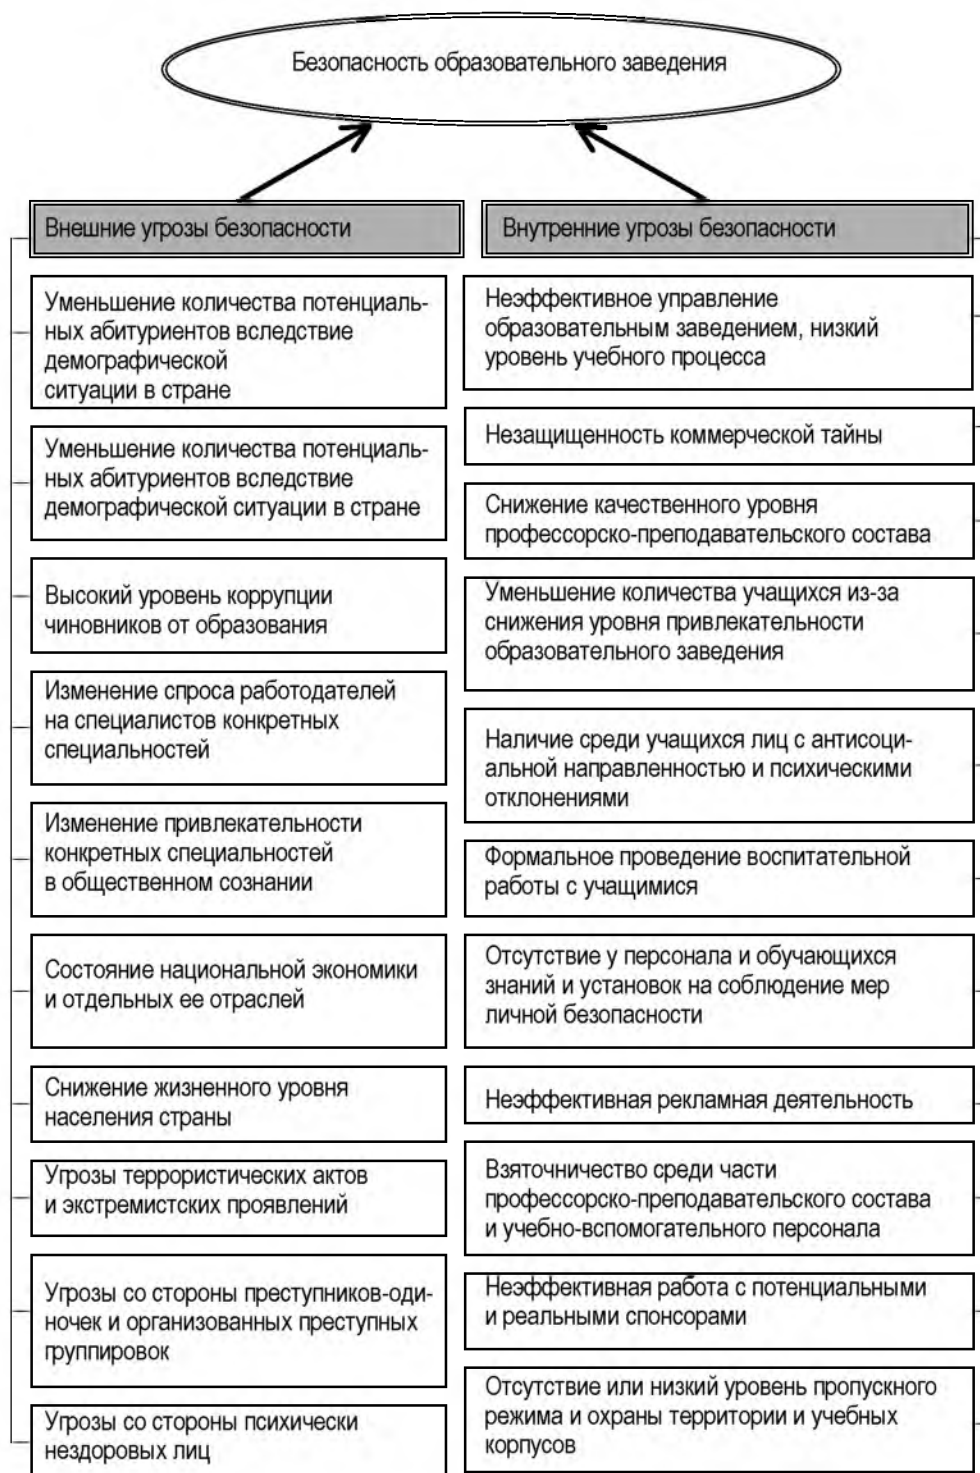 Безопасность образовательного заведения
Внешние угрозы безопасности
Уменьшение количества потенциаль-
ных абитуриентов вследствие
демографической
ситуации в стране
Уменьшение количества потенциаль-
ных абитуриентов вследствие
демографической ситуации в стране
Высокий уровень коррупции
чиновников от образования
Изменение спроса работодателей
на специалистов конкретных
специальностей
Изменение привлекательности
конкретных специальностей
в общественном сознании
Состояние национальной экономики
и отдельных ее отраслей
Снижение жизненного уровня
населения страны
Угрозы террористических актов
и экстремистских проявлений
Угрозы со стороны преступников-оди-
ночек и организованных преступных
группировок
Угрозы со стороны психически
нездоровых лиц
Внутренние угрозы безопасности
Неэффективное управление
образовательным заведением, низкий
уровень учебного процесса
Незащищенность коммерческой тайны
Снижение качественного уровня
профессорско-преподавательского состава
Уменьшение количества учащихся из-за
снижения уровня привлекательности
образовательного заведения
Наличие среди учащихся лиц с антисоци-
альной направленностью и психическими
отклонениями
Формальное проведение воспитательной
работы с учащимися
Отсутствие у персонала и обучающихся
знаний и установок на соблюдение мер
личной безопасности
Неэффективная рекламная деятельность
Взяточничество среди части
профессорско-преподавательского состава
и учебно-вспомогательного персонала
Неэффективная работа с потенциальными
и реальными спонсорами
Отсутствие или низкий уровень пропускного
режима и охраны территории и учебных
корпусов